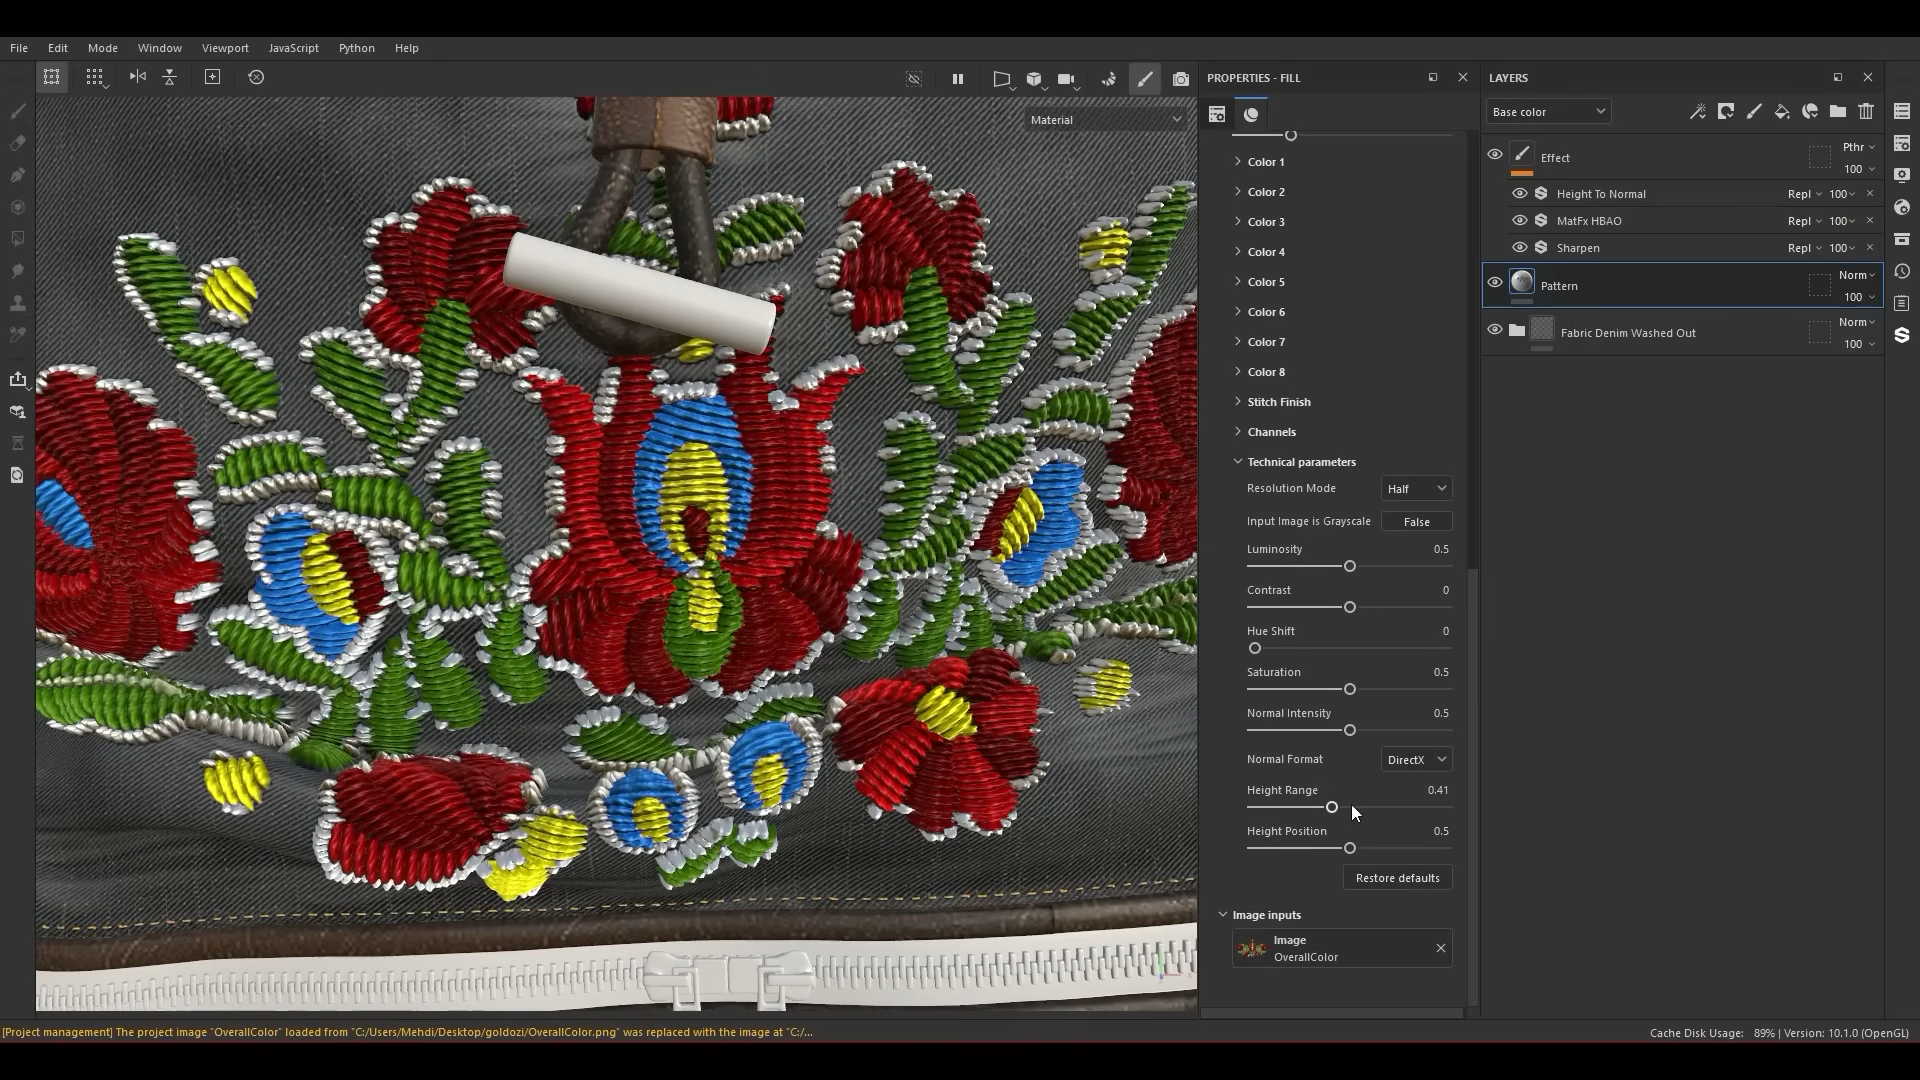 File Edit Mode Window Viewport JavaScript Python Help
Material
PROPERTIES - FILL
Color 1
Color 2
Color 3
Color 4
Color 5
Color 6
Color 7
Color 8
Stitch Finish
Channels
Technical parameters
Resolution Mode Half
Input Image is Grayscale False
Luminosity 0.5
Contrast 0
Hue Shift 0
Saturation 0.5
Normal Intensity 0.5
Normal Format DirectX
Height Range 0.41
Height Position 0.5
Restore defaults
Image inputs
Image
OverallColor
LAYERS
Base color
Effect Pthr
100
Height To Normal Repl 100
MatFx HBAO Repl 100
Sharpen Repl 100
Pattern Norm
100
Fabric Denim Washed Out Norm
100
[Project management] The project image "OverallColor" loaded from "C:/Users/Mehdi/Desktop/goldozi/OverallColor.png" was replaced with the image at "C:/...
Cache Disk Usage: 89% | Version: 10.1.0 (OpenGL)